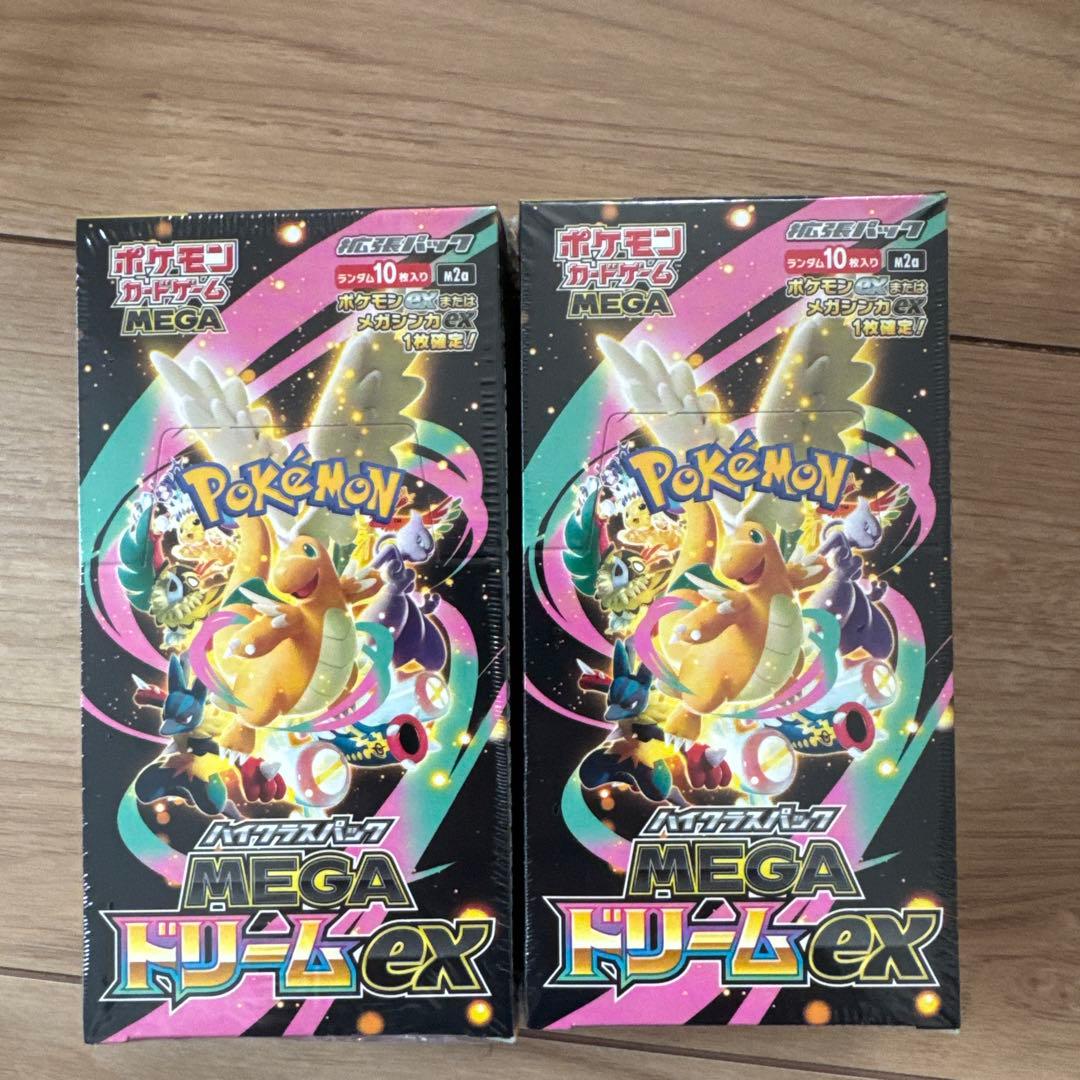 ポケモン
カードゲーム
MEGA
拡張パック
ランダム10枚入り M2a
ポケモンexまたは
メガシンカex
1枚確定!
POKéMON
ハイクラスパック
MEGA
ドリームex
ポケモン
カードゲーム
MEGA
拡張パック
ランダム10枚入り M2a
ポケモンexまたは
メガシンカex
1枚確定!
POKéMON
ハイクラスパック
MEGA
ドリームex